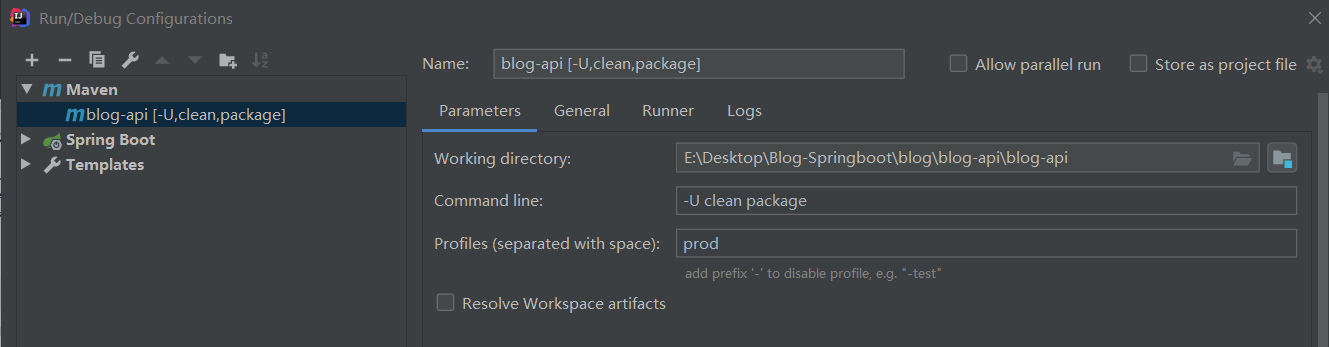 Run/Debug Configurations
Maven
blog-api [-U,clean,package]
Spring Boot
Templates
Name: blog-api [-U,clean,package] Allow parallel run Store as project file
Parameters General Runner Logs
Working directory: E:\Desktop\Blog-Springboot\blog\blog-api\blog-api
Command line: -U clean package
Profiles (separated with space): prod
add prefix '-' to disable profile, e.g. "-test"
Resolve Workspace artifacts